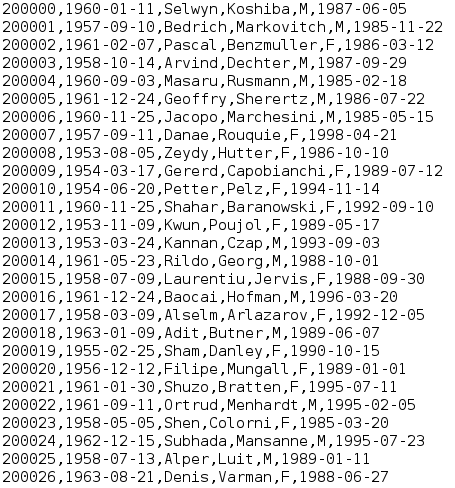 200000,1960-01-11,Selwyn,Koshiba,M,1987-06-05
200001,1957-09-10,Bedrich,Markovitch,M,1985-11-22
200002,1961-02-07,Pascal,Benzmuller,F,1986-03-12
200003,1958-10-14,Arvind,Dechter,M,1987-09-29
200004,1960-09-03,Masaru,Rusmann,M,1985-02-18
200005,1961-12-24,Geoffry,Sherertz,M,1986-07-22
200006,1960-11-25,Jacopo,Marchesini,M,1985-05-15
200007,1957-09-11,Danae,Rouquie,F,1998-04-21
200008,1953-08-05,Zeydy,Hutter,F,1986-10-10
200009,1954-03-17,Gererd,Capobianchi,F,1989-07-12
200010,1954-06-20,Petter,Pelz,F,1994-11-14
200011,1960-11-25,Shahar,Baranowski,F,1992-09-10
200012,1953-11-09,Kwun,Poujol,F,1989-05-17
200013,1953-03-24,Kannan,Czap,M,1993-09-03
200014,1961-05-23,Rildo,Georg,M,1988-10-01
200015,1958-07-09,Laurentiu,Jervis,F,1988-09-30
200016,1961-12-24,Baocai,Hofman,M,1996-03-20
200017,1958-03-09,Alselm,Arlazarov,F,1992-12-05
200018,1963-01-09,Adit,Butner,M,1989-06-07
200019,1955-02-25,Sham,Danley,F,1990-10-15
200020,1956-12-12,Filipe,Mungall,F,1989-01-01
200021,1961-01-30,Shuzo,Bratten,F,1995-07-11
200022,1961-09-11,Ortrud,Menhardt,M,1995-02-05
200023,1958-05-05,Shen,Colorni,F,1985-03-20
200024,1962-12-15,Subhada,Mansanne,M,1995-07-23
200025,1958-07-13,Alper,Luit,M,1989-01-11
200026,1963-08-21,Denis,Varman,F,1988-06-27